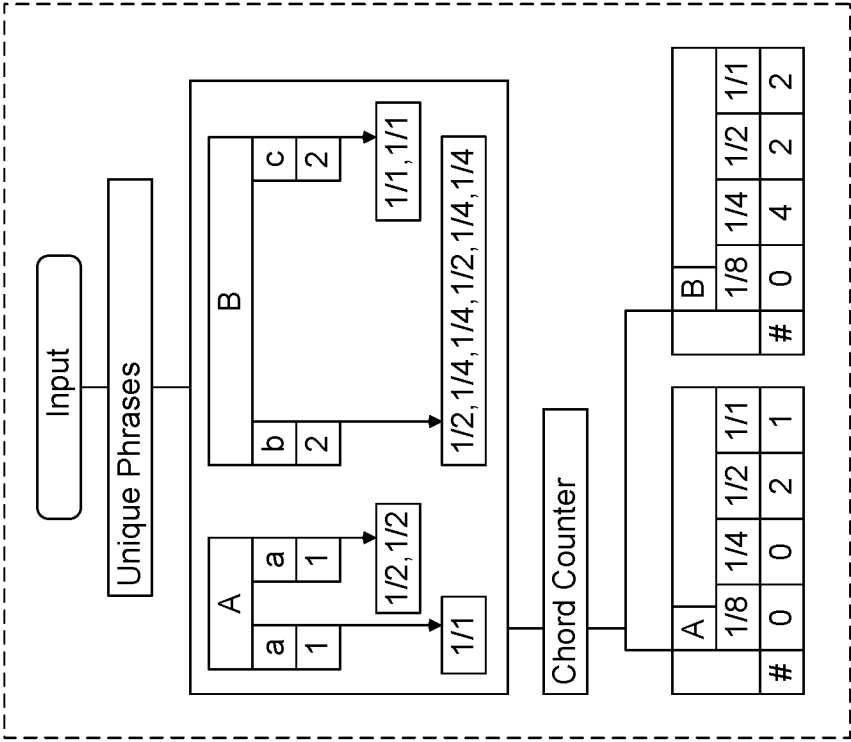 Input
Unique Phrases
A
a
a
1
1
1/2, 1/2
1/1
B
b
c
2
2
1/1, 1/1
1/2, 1/4, 1/4, 1/2, 1/4, 1/4
Chord Counter
A
1/8 1/4 1/2 1/1
# 0 0 2 1
B
1/8 1/4 1/2 1/1
# 0 4 2 2